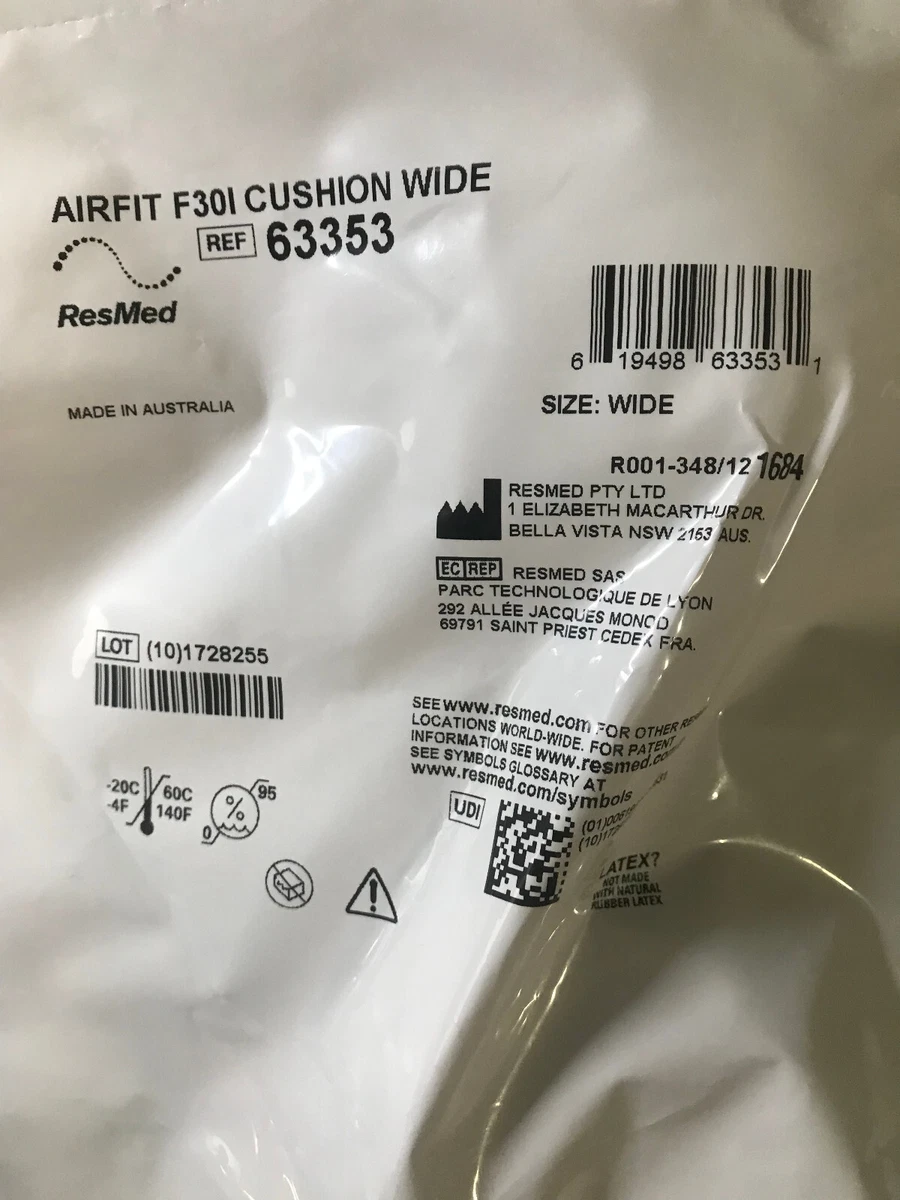 AIRFIT F30I CUSHION WIDE
REF 63353
ResMed
6 19498 63353 1
SIZE: WIDE
MADE IN AUSTRALIA
R001-348/12 1684
RESMED PTY LTD
1 ELIZABETH MACARTHUR DR.
BELLA VISTA NSW 2153 AUS.
EC REP RESMED SAS
PARC TECHNOLOGIQUE DE LYON
292 ALLÉE JACQUES MONOD
69791 SAINT PRIEST CEDEX FRA.
LOT (10)1728255
SEE www.resmed.com FOR OTHER
LOCATIONS WORLD-WIDE. FOR PATENT
INFORMATION SEE www.resmed.co
SEE SYMBOLS GLOSSARY AT
www.resmed.com/symbols
-20C 60C
-4F 140F
% 95
0
UDI
LATEX?
NOT MADE
WITH NATURAL
RUBBER LATEX